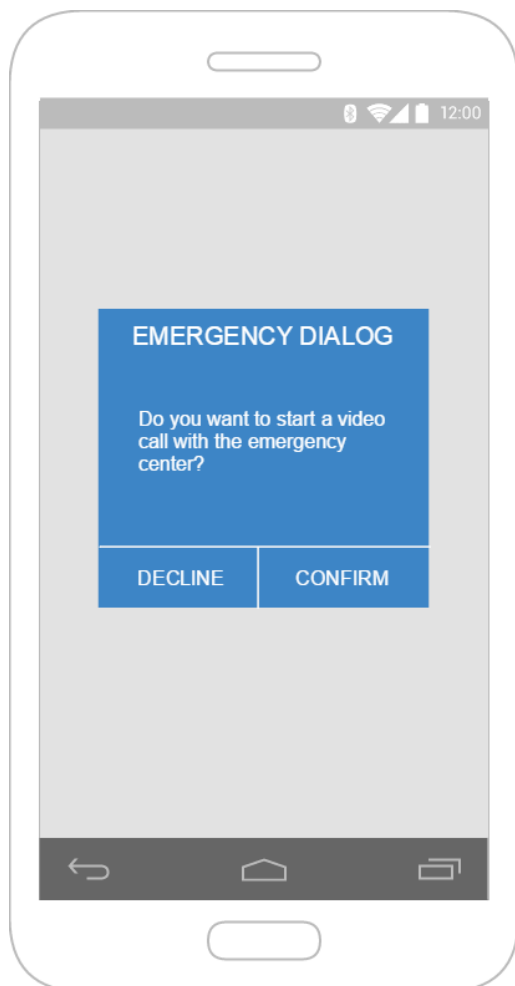 12:00
EMERGENCY DIALOG
Do you want to start a video
call with the emergency
center?
DECLINE CONFIRM